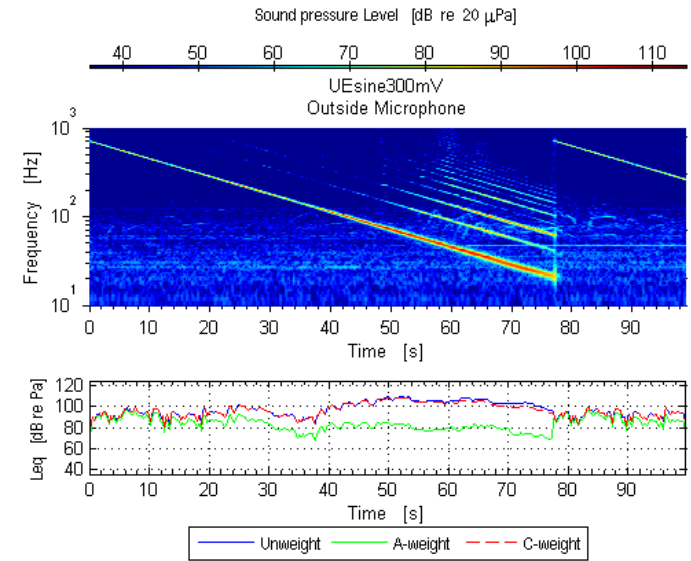 Sound pressure Level [dB re 20 μPa]
40 50 60 70 80 90 100 110
UEsine300mV
Outside Microphone
Frequency [Hz]
10^3
10^2
10^1
0 10 20 30 40 50 60 70 80 90
Time [s]
Leq [dB re Pa]
120
100
80
60
40
0 10 20 30 40 50 60 70 80 90
Time [s]
Unweight A-weight C-weight